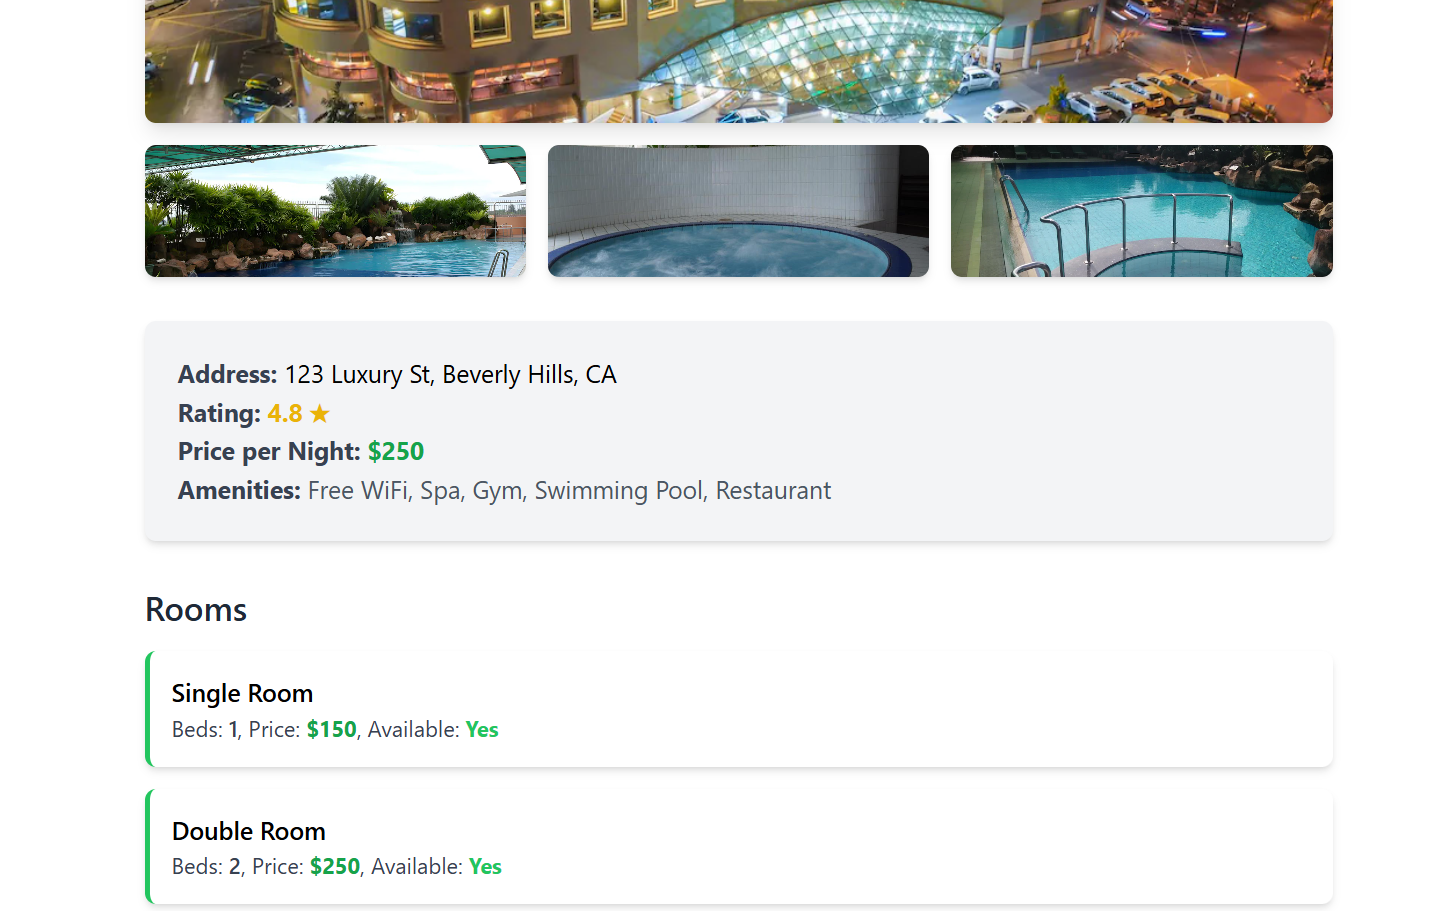 Address: 123 Luxury St, Beverly Hills, CA
Rating: 4.8 ★
Price per Night: $250
Amenities: Free WiFi, Spa, Gym, Swimming Pool, Restaurant
Rooms
Single Room
Beds: 1, Price: $150, Available: Yes
Double Room
Beds: 2, Price: $250, Available: Yes